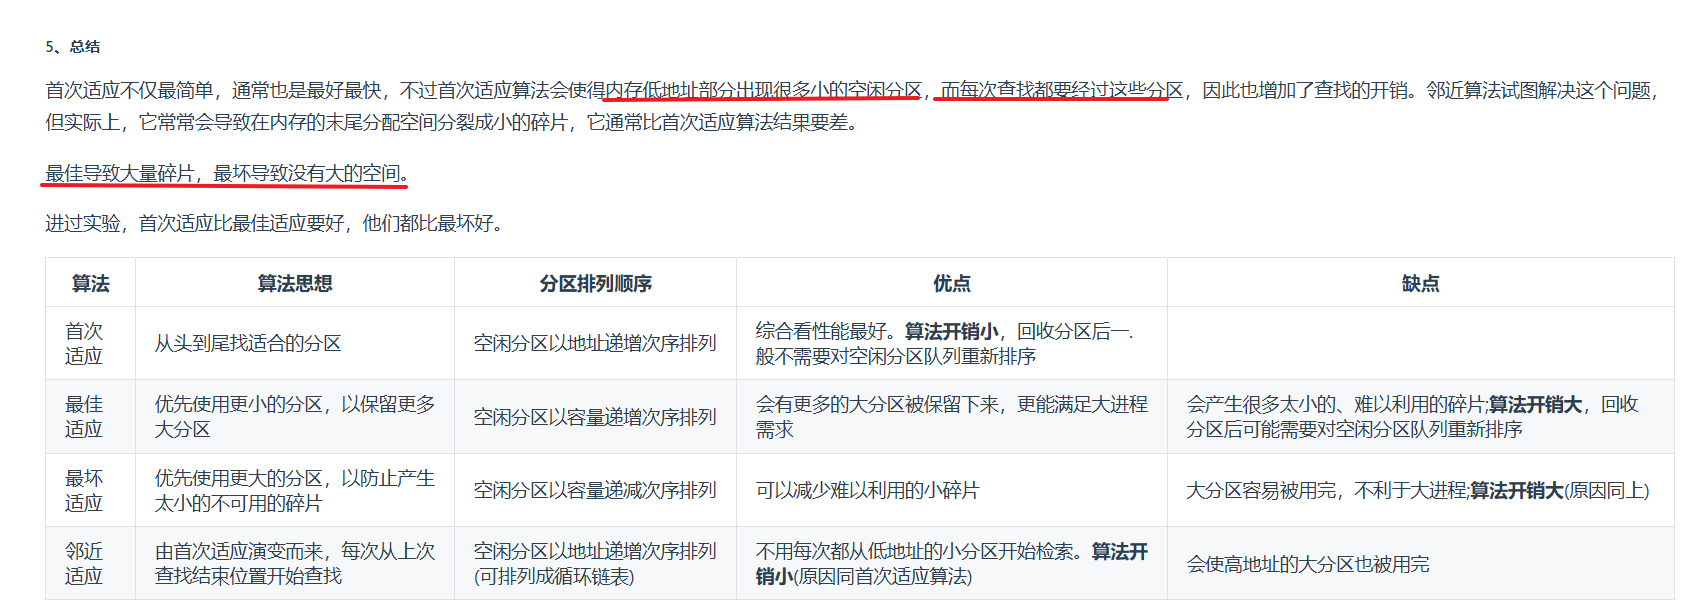 5、总结
首次适应不仅最简单，通常也是最好最快，不过首次适应算法会使得内存低地址部分出现很多小的空闲分区，而每次查找都要经过这些分区，因此也增加了查找的开销。邻近算法试图解决这个问题，
但实际上，它常常会导致在内存的末尾分配空间分裂成小的碎片，它通常比首次适应算法结果要差。
最佳导致大量碎片，最坏导致没有大的空间。
进过实验，首次适应比最佳适应要好，他们都比最坏好。
算法 算法思想 分区排列顺序 优点 缺点
首次
适应
从头到尾找适合的分区
空闲分区以地址递增次序排列
综合看性能最好。算法开销小，回收分区后一.
般不需要对空闲分区队列重新排序
最佳
适应
优先使用更小的分区，以保留更多
大分区
空闲分区以容量递增次序排列
会有更多的大分区被保留下来，更能满足大进程
需求
会产生很多太小的、难以利用的碎片;算法开销大，回收
分区后可能需要对空闲分区队列重新排序
最坏
适应
优先使用更大的分区，以防止产生
太小的不可用的碎片
空闲分区以容量递减次序排列
可以减少难以利用的小碎片
大分区容易被用完，不利于大进程;算法开销大(原因同上)
邻近
适应
由首次适应演变而来，每次从上次
查找结束位置开始查找
空闲分区以地址递增次序排列
(可排列成循环链表)
不用每次都从低地址的小分区开始检索。算法开
销小(原因同首次适应算法)
会使高地址的大分区也被用完